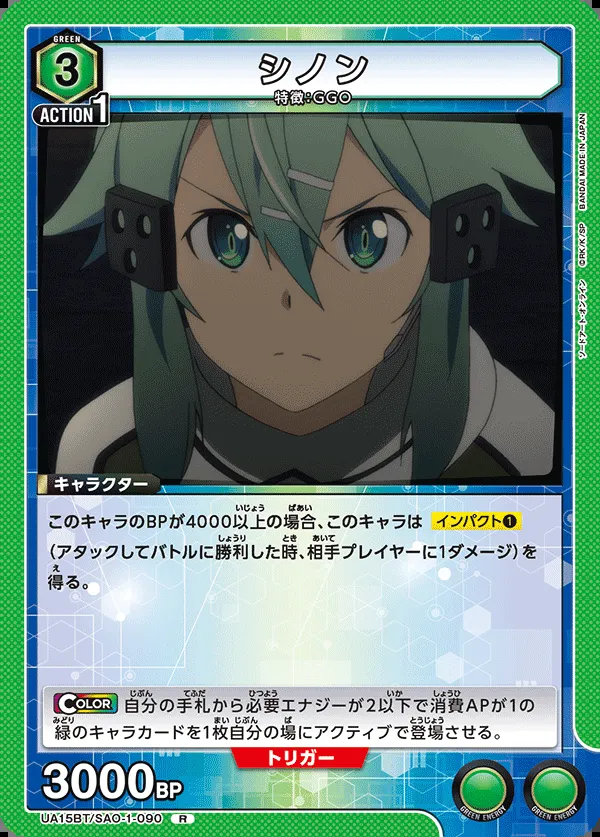 GREEN
3
ACTION1
シノン
特徴:GGO
ソードアート・オンライン ©RK/K/SP BANDAI MADE IN JAPAN
キャラクター
このキャラのBPが4000以上の場合、このキャラは インパクト❶
(アタックしてバトルに勝利した時、相手プレイヤーに1ダメージ)を
得る。
COLOR 自分の手札から必要エナジーが2以下で消費APが1の
緑のキャラカードを1枚自分の場にアクティブで登場させる。
トリガー
3000BP
GREEN ENERGY
GREEN ENERGY
UA15BT/SAO-1-090 R